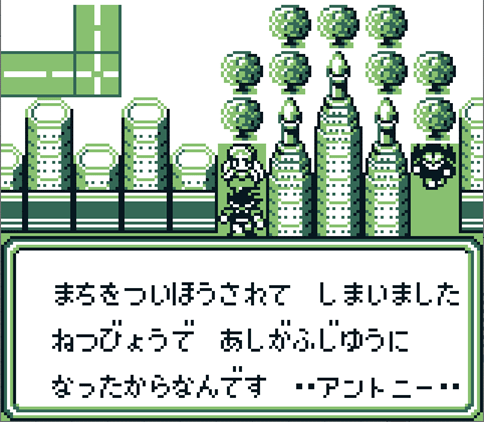 まちをついほうされて しまいました
ねつびょうで あしがふじゆうに
なったからなんです ‥アントニー‥